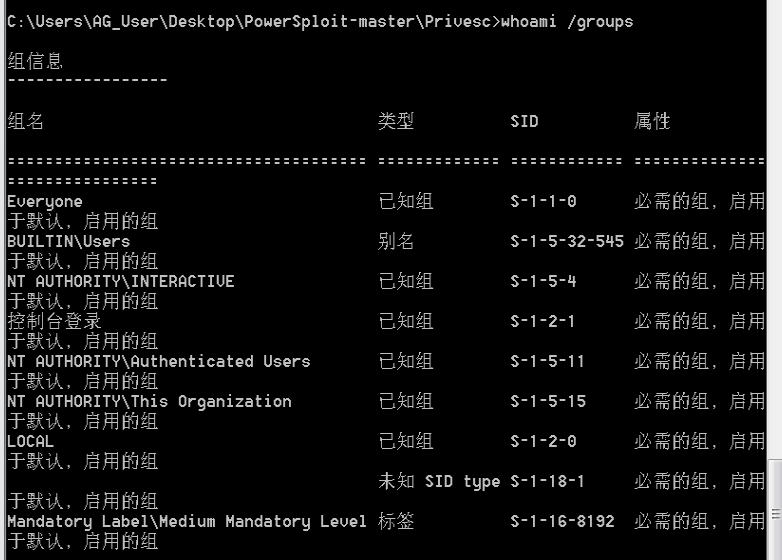 C:\Users\AG_User\Desktop\PowerSploit-master\Privesc>whoami /groups
组信息
-----------------
组名 类型 SID 属性
====================================== ============= ============ ==============
================
Everyone 已知组 S-1-1-0 必需的组, 启用
于默认, 启用的组
BUILTIN\Users 别名 S-1-5-32-545 必需的组, 启用
于默认, 启用的组
NT AUTHORITY\INTERACTIVE 已知组 S-1-5-4 必需的组, 启用
于默认, 启用的组
控制台登录 已知组 S-1-2-1 必需的组, 启用
于默认, 启用的组
NT AUTHORITY\Authenticated Users 已知组 S-1-5-11 必需的组, 启用
于默认, 启用的组
NT AUTHORITY\This Organization 已知组 S-1-5-15 必需的组, 启用
于默认, 启用的组
LOCAL 已知组 S-1-2-0 必需的组, 启用
于默认, 启用的组
未知 SID type S-1-18-1 必需的组, 启用
于默认, 启用的组
Mandatory Label\Medium Mandatory Level 标签 S-1-16-8192 必需的组, 启用
于默认, 启用的组